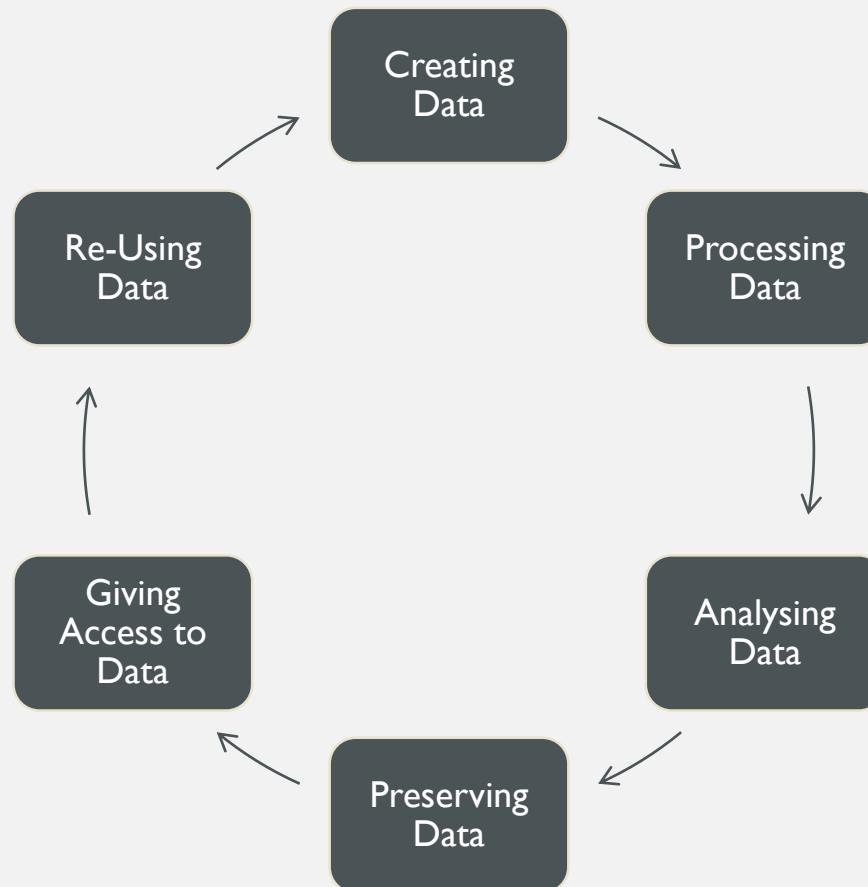 Creating
Data
Processing
Data
Analysing
Data
Preserving
Data
Giving
Access to
Data
Re-Using
Data